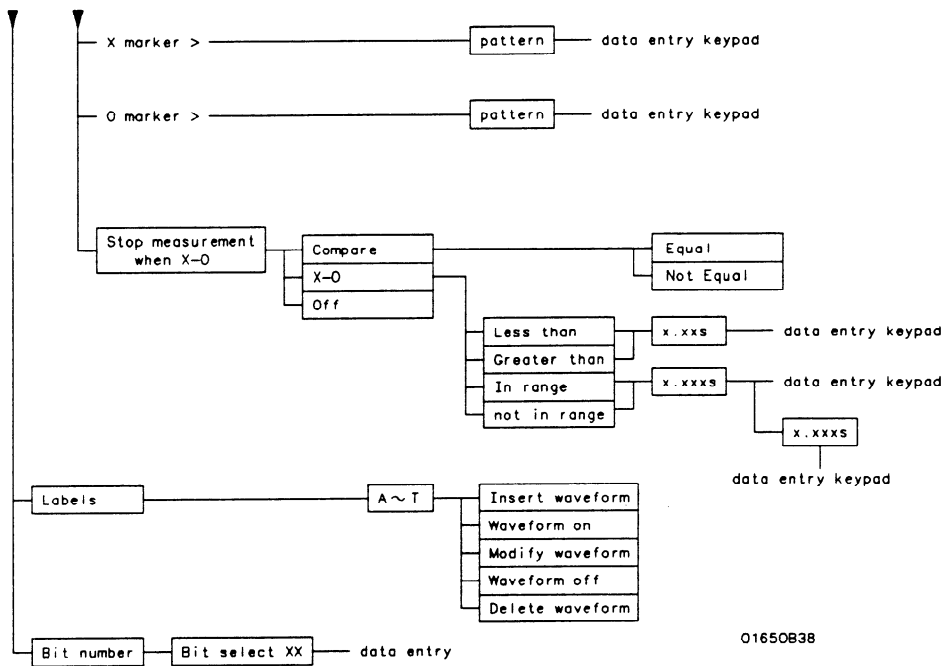 X marker >
pattern
data entry keypad
O marker >
pattern
data entry keypad
Stop measurement
when X-O
Compare
X-O
Off
Equal
Not Equal
Less than
Greater than
In range
not in range
x.xxs
data entry keypad
x.xxxs
data entry keypad
x.xxxs
data entry keypad
Labels
A~T
Insert waveform
Waveform on
Modify waveform
Waveform off
Delete waveform
Bit number
Bit select XX
data entry
01650B38